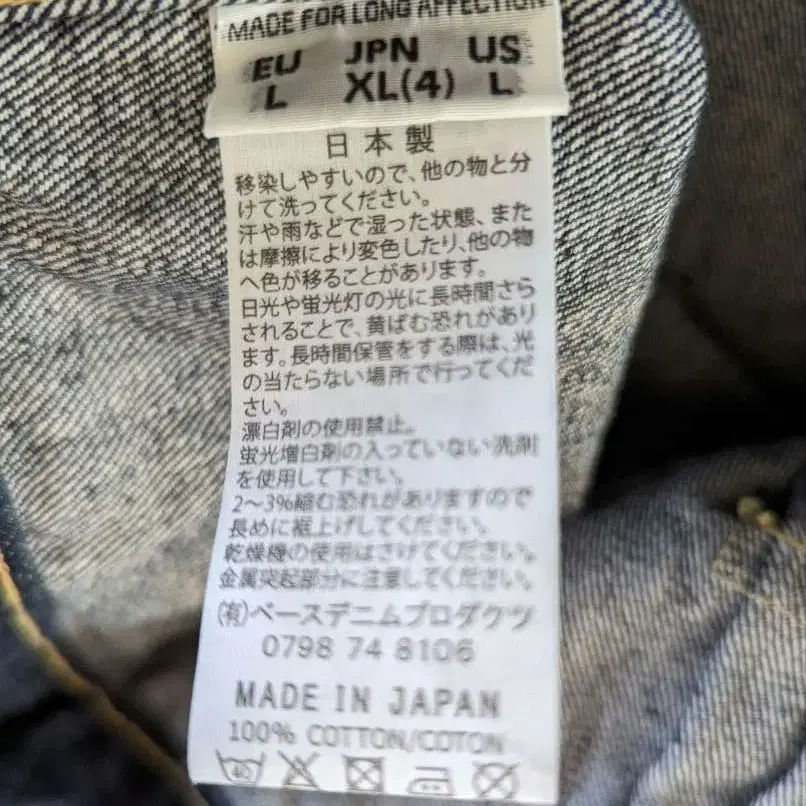 MADE FOR LONG AFFECTION
EU JPN US
L XL(4) L
日本製
移染しやすいので、他の物と分
けて洗ってください。
汗や雨などで湿った状態、また
は摩擦により変色したり、他の物
へ色が移ることがあります。
日光や蛍光灯の光に長時間さら
されることで、黄ばむ恐れがあり
ます。長時間保管をする際は、光
の当たらない場所で行ってくだ
さい。
漂白剤の使用禁止。
蛍光増白剤の入っていない洗剤
を使用して下さい。
2〜3%縮む恐れがありますので
長めに裾上げしてください。
乾燥機の使用はさけてください。
金属突起部分に注意してください。
(有)ベースデニムプロダクツ
0798 74 8106
MADE IN JAPAN
100% COTTON/COTON
40